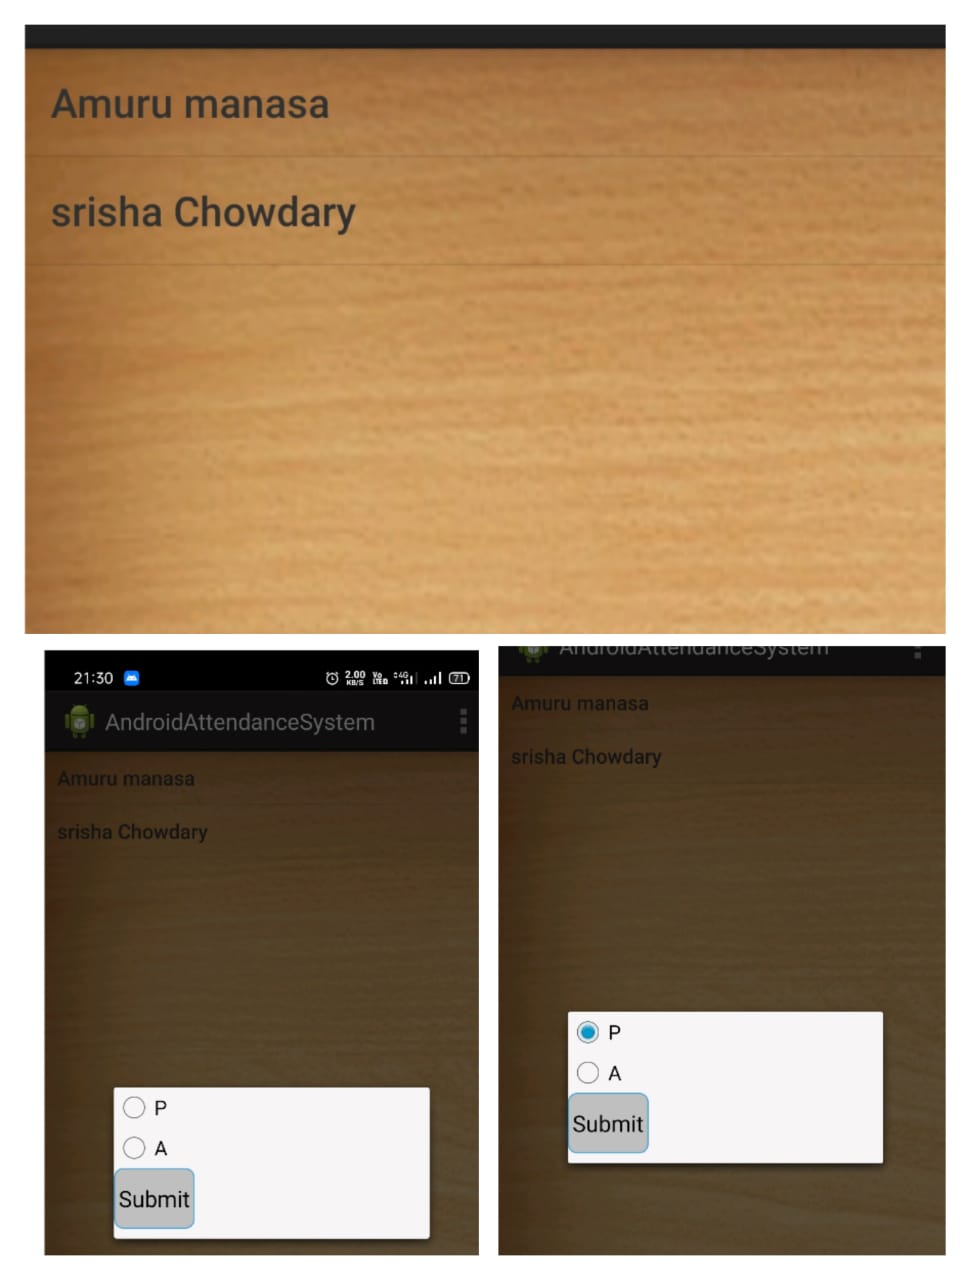 Amuru manasa
srisha Chowdary
21:30 2.00 KB/S Vo LTE 4G 71
AndroidAttendanceSystem
Amuru manasa
srisha Chowdary
P
A
Submit
AndroidAttendanceSystem
Amuru manasa
srisha Chowdary
P
A
Submit